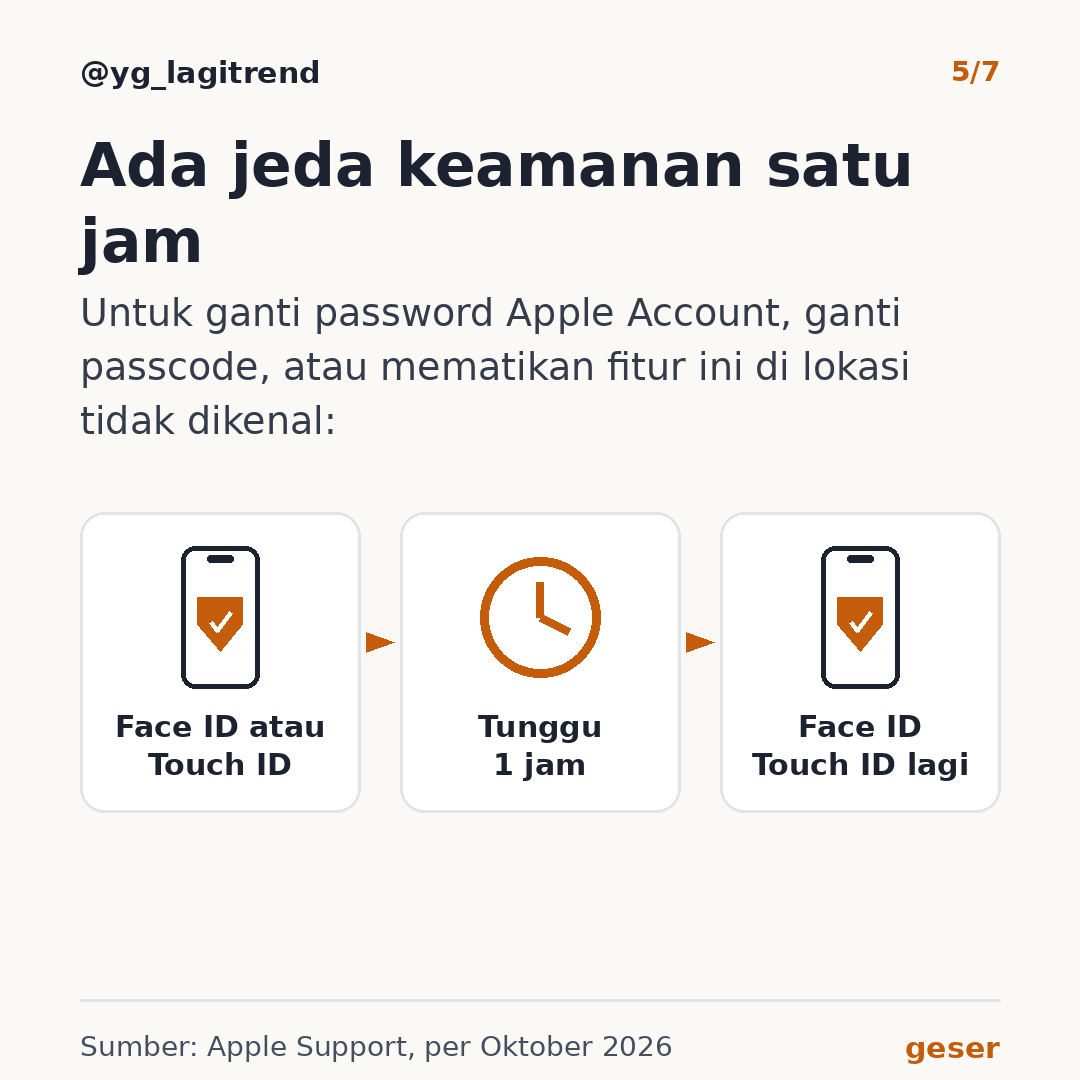 @yg_lagitrend
5/7
Ada jeda keamanan satu
jam
Untuk ganti password Apple Account, ganti
passcode, atau mematikan fitur ini di lokasi
tidak dikenal:
Face ID atau
Touch ID
Tunggu
1 jam
Face ID
Touch ID lagi
Sumber: Apple Support, per Oktober 2026
geser